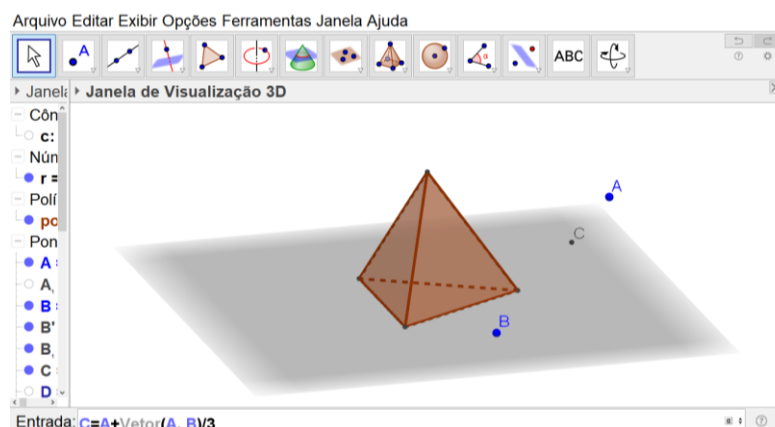 Arquivo Editar Exibir Opções Ferramentas Janela Ajuda
A
α
ABC
Janela
Janela de Visualização 3D
Côn
c:
Núm
r =
Polí
po
Pon
A
A,
B
B'
B,
C
D
A
C
B
Entrada: C=A+Vetor(A, B)/3